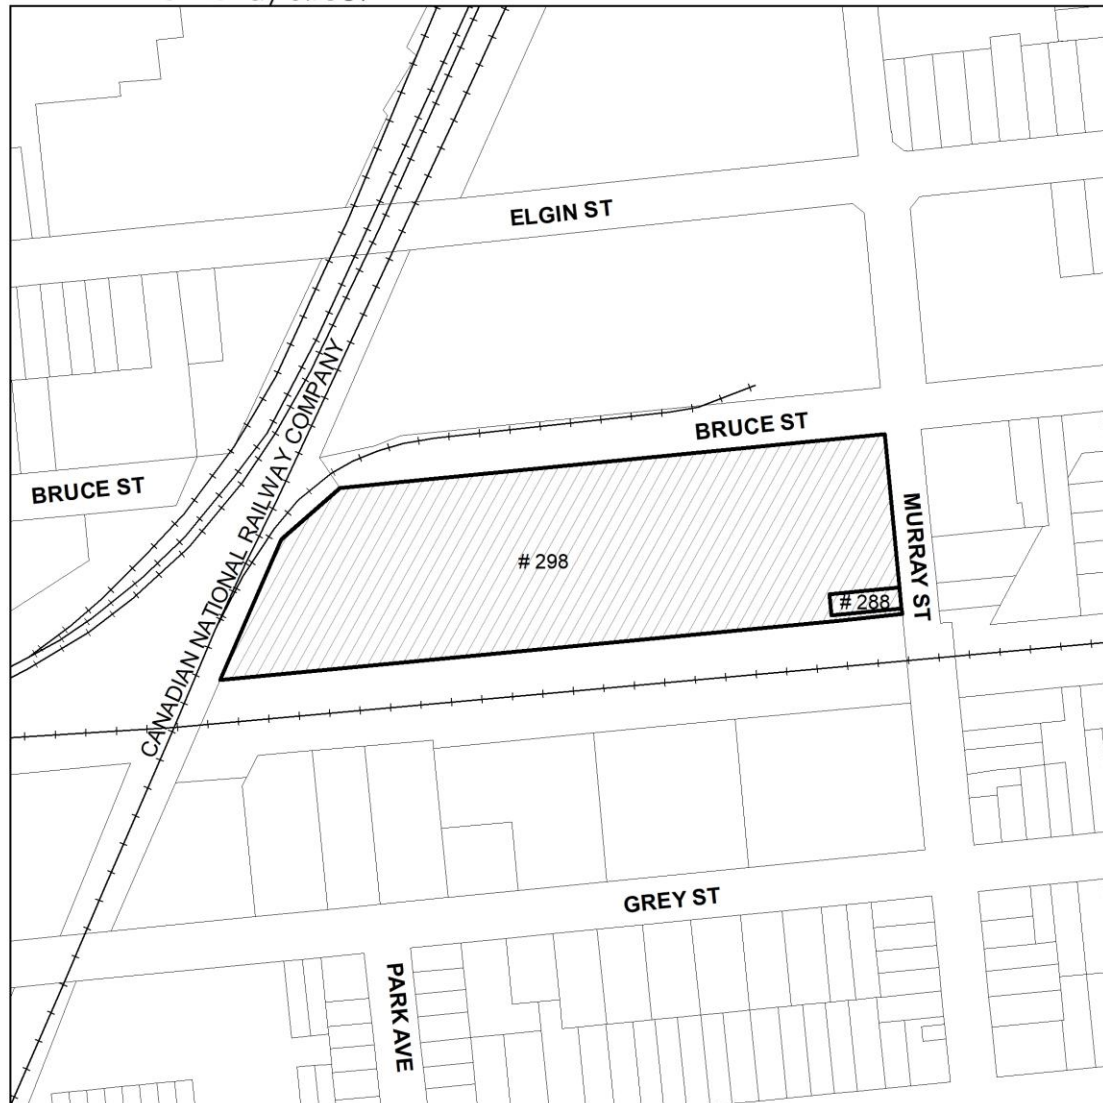 ELGIN ST
CANADIAN NATIONAL RAILWAY COMPANY
BRUCE ST
BRUCE ST
MURRAY ST
# 298
# 288
GREY ST
PARK AVE